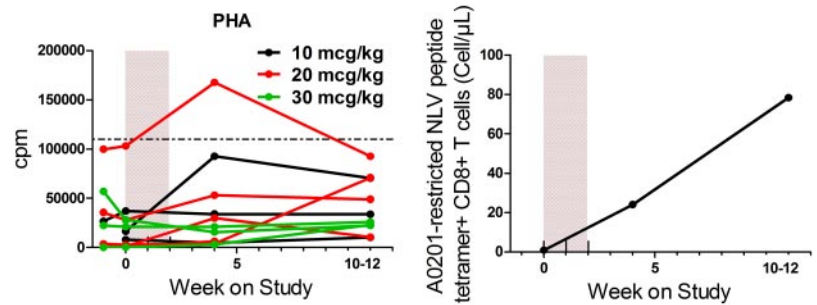 PHA
200000
150000
100000
50000
0
cpm
10 mcg/kg
20 mcg/kg
30 mcg/kg
0
5
10-12
Week on Study
A0201-restricted NLV peptide
tetramer+ CD8+ T cells (Cell/µL)
100
80
60
40
20
0
0
5
10-12
Week on Study